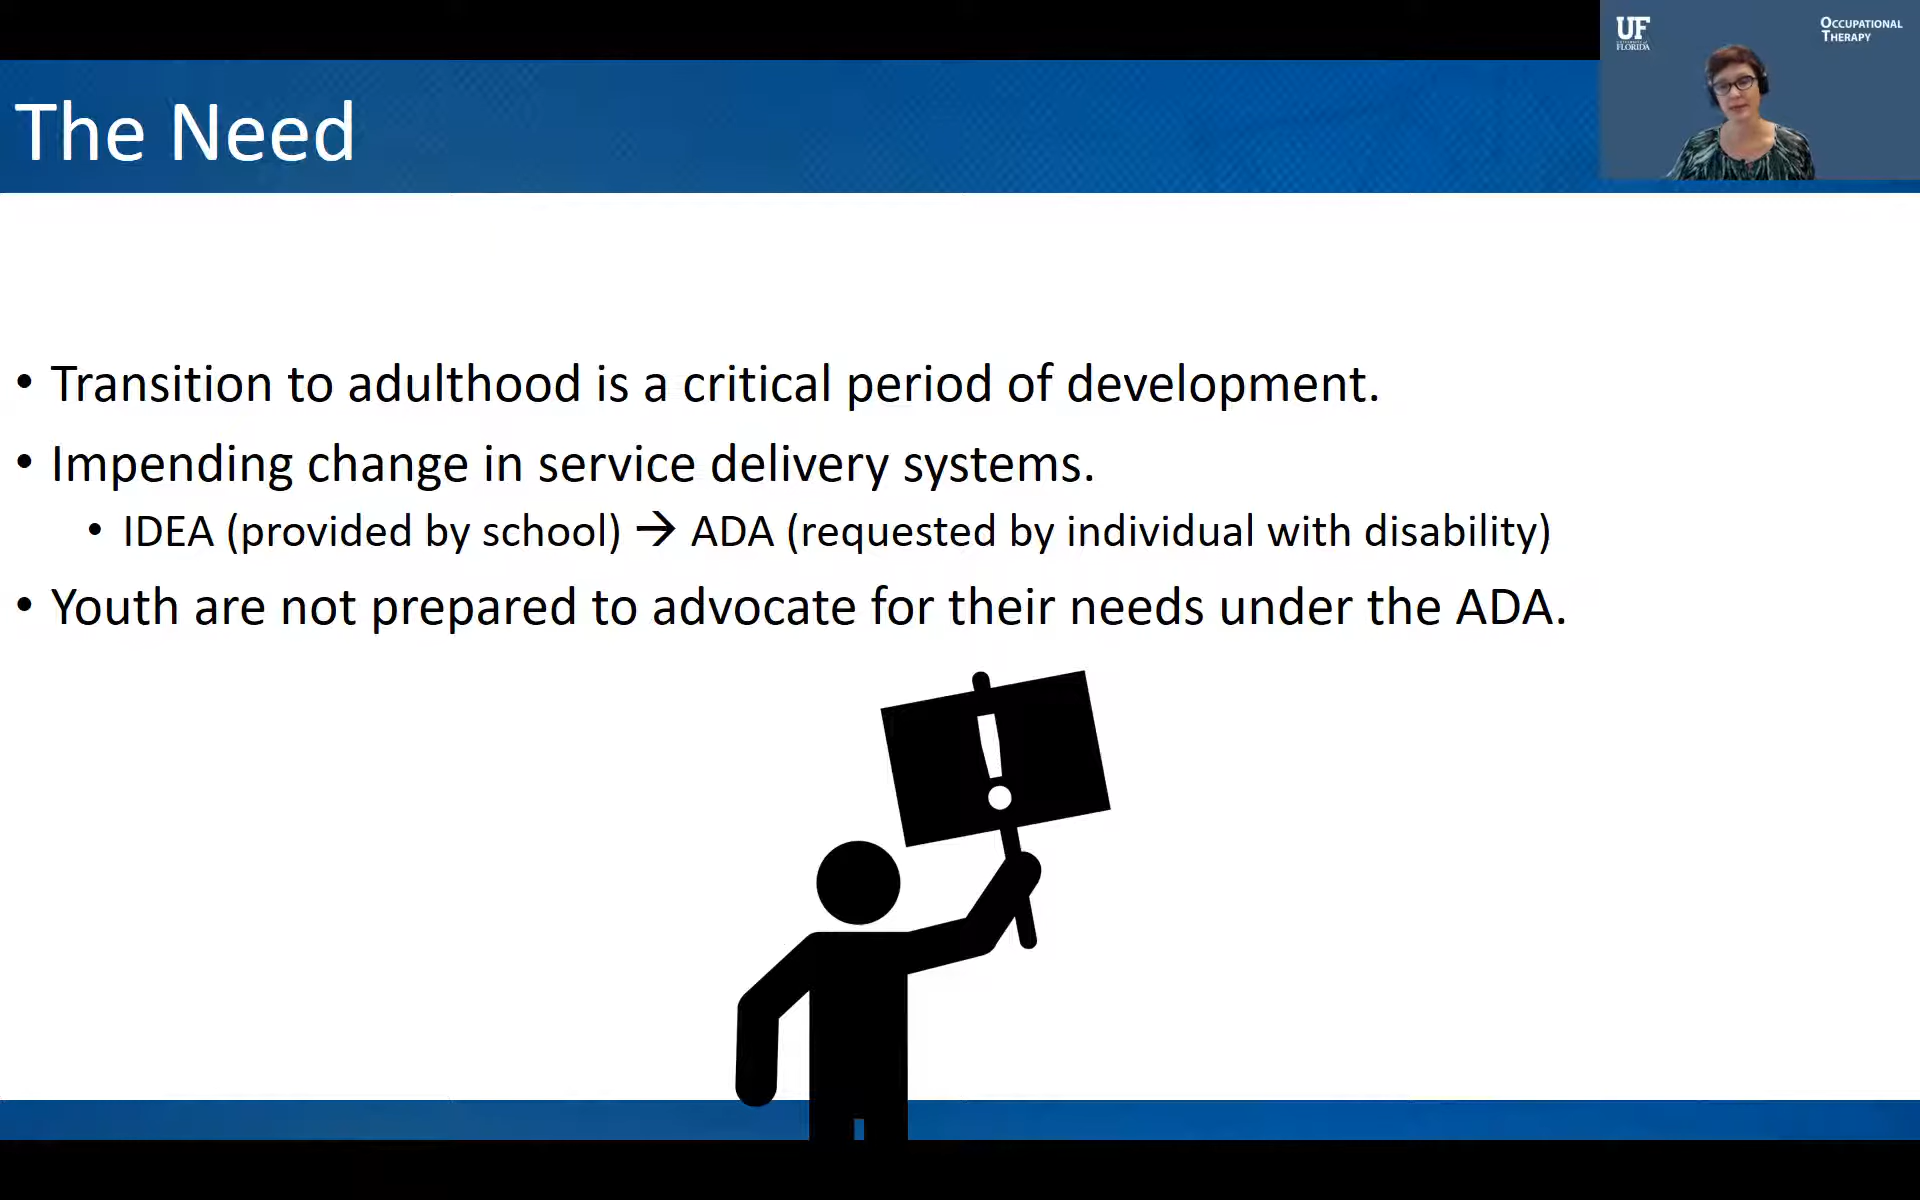 UF
FLORIDA
OCCUPATIONAL
THERAPY
The Need
• Transition to adulthood is a critical period of development.
• Impending change in service delivery systems.
• IDEA (provided by school) → ADA (requested by individual with disability)
• Youth are not prepared to advocate for their needs under the ADA.
!